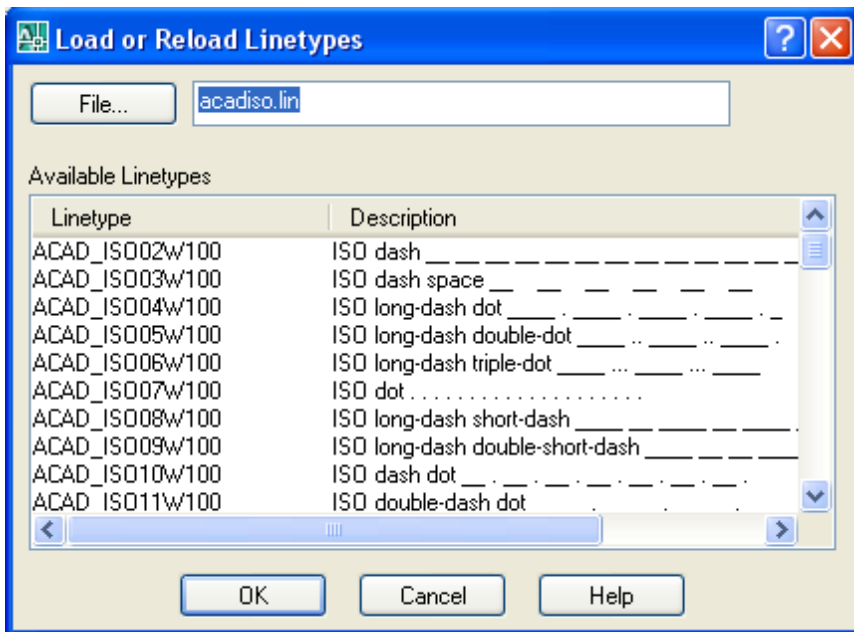 Load or Reload Linetypes
File... acadiso.lin
Available Linetypes
Linetype Description
ACAD_ISO02W100 ISO dash __ __ __ __ __ __ __ __ __ __ __ __ __
ACAD_ISO03W100 ISO dash space __ __ __ __ __ __
ACAD_ISO04W100 ISO long-dash dot ____ . ____ . ____ . ____ . _
ACAD_ISO05W100 ISO long-dash double-dot ____ .. ____ .. ____ .
ACAD_ISO06W100 ISO long-dash triple-dot ____ ... ____ ... ____
ACAD_ISO07W100 ISO dot . . . . . . . . . . . . . . . . . . . .
ACAD_ISO08W100 ISO long-dash short-dash ____ __ ____ __ ____ _
ACAD_ISO09W100 ISO long-dash double-short-dash ____ __ __ ____
ACAD_ISO10W100 ISO dash dot __ . __ . __ . __ . __ . __ . __ .
ACAD_ISO11W100 ISO double-dash dot
OK Cancel Help